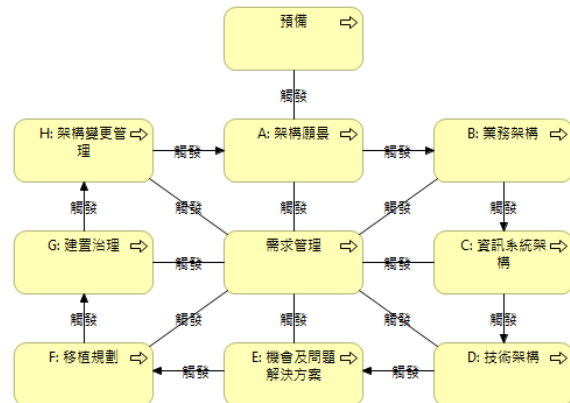 預備
觸發
H: 架構變更管
理
觸發
A: 架構願景
觸發
B: 業務架構
觸發
觸發
觸發
觸發
觸發
G: 建置治理
觸發
需求管理
觸發
C: 資訊系統架
構
觸發
觸發
觸發
觸發
觸發
F: 移植規劃
觸發
E: 機會及問題
解決方案
觸發
D: 技術架構